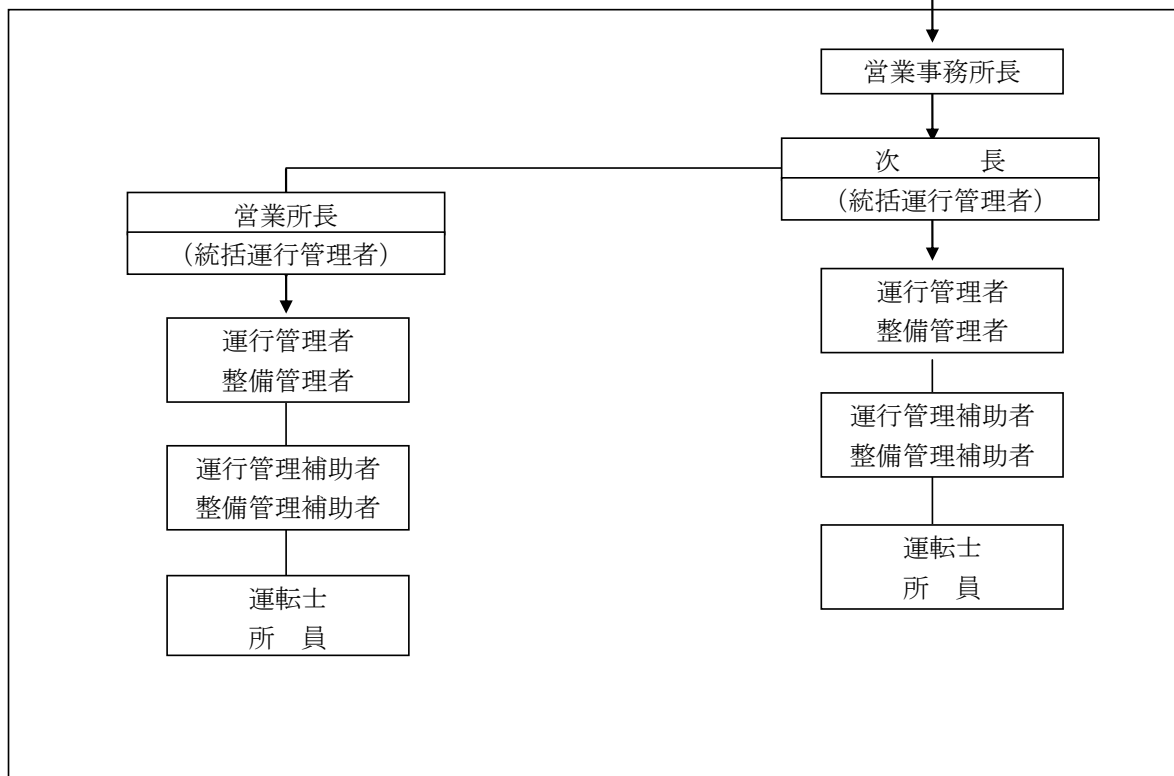 営業事務所長
次　　　長
（統括運行管理者）
営業所長
（統括運行管理者）
運行管理者
整備管理者
運行管理補助者
整備管理補助者
運転士
所　員
運行管理者
整備管理者
運行管理補助者
整備管理補助者
運転士
所　員